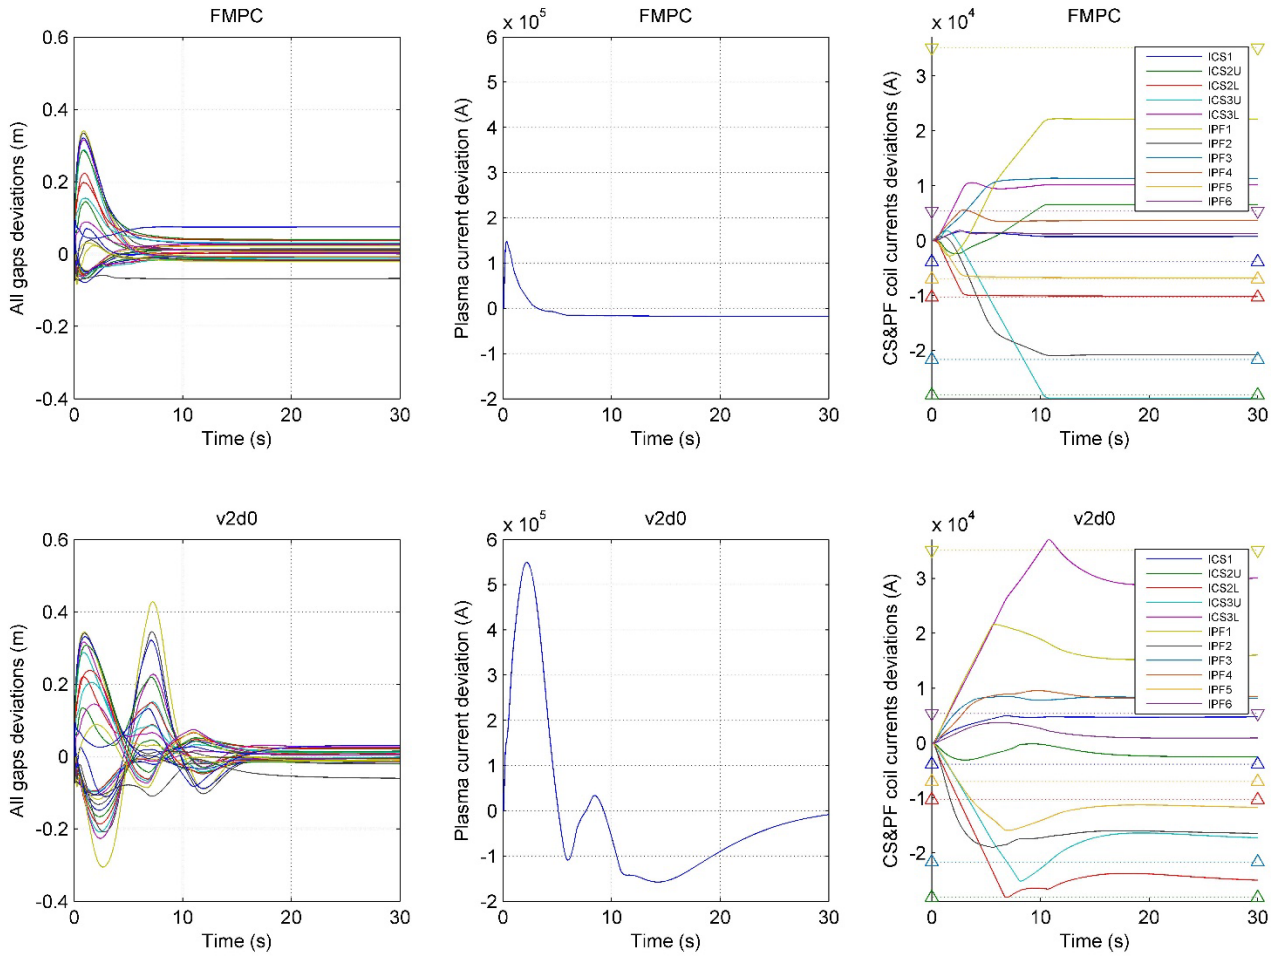 FMPC
0.6
0.4
0.2
0
-0.2
-0.4
0 10 20 30
Time (s)
All gaps deviations (m)
FMPC
x 10^5
6
5
4
3
2
1
0
-1
-2
0 10 20 30
Time (s)
Plasma current deviation (A)
FMPC
x 10^4
3
2
1
0
-1
-2
0 10 20 30
Time (s)
CS&PF coil currents deviations (A)
ICS1
ICS2U
ICS2L
ICS3U
ICS3L
IPF1
IPF2
IPF3
IPF4
IPF5
IPF6
v2d0
0.6
0.4
0.2
0
-0.2
-0.4
0 10 20 30
Time (s)
All gaps deviations (m)
v2d0
x 10^5
6
5
4
3
2
1
0
-1
-2
0 10 20 30
Time (s)
Plasma current deviation (A)
v2d0
x 10^4
3
2
1
0
-1
-2
0 10 20 30
Time (s)
CS&PF coil currents deviations (A)
ICS1
ICS2U
ICS2L
ICS3U
ICS3L
IPF1
IPF2
IPF3
IPF4
IPF5
IPF6